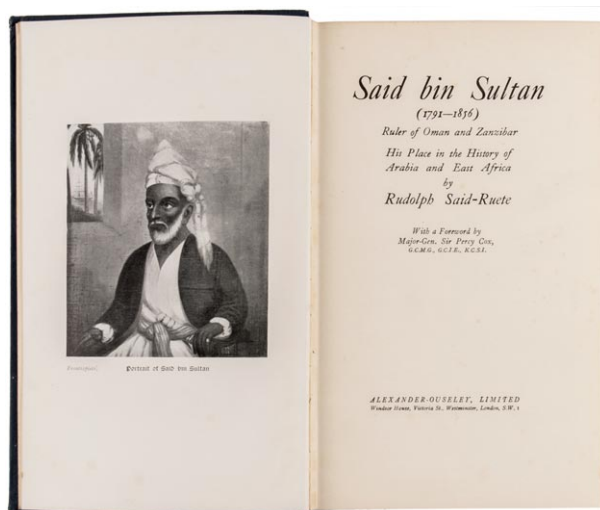 Frontispiece]
Portrait of Said bin Sultan
Said bin Sultan
(1791—1856)
Ruler of Oman and Zanzibar
His Place in the History of
Arabia and East Africa
by
Rudolph Said-Ruete
With a Foreword by
Major-Gen. Sir Percy Cox,
G.C.M.G., G.C.I.E., K.C.S.I.
ALEXANDER-OUSELEY, LIMITED
Windsor House, Victoria St., Westminster, London, S.W.1